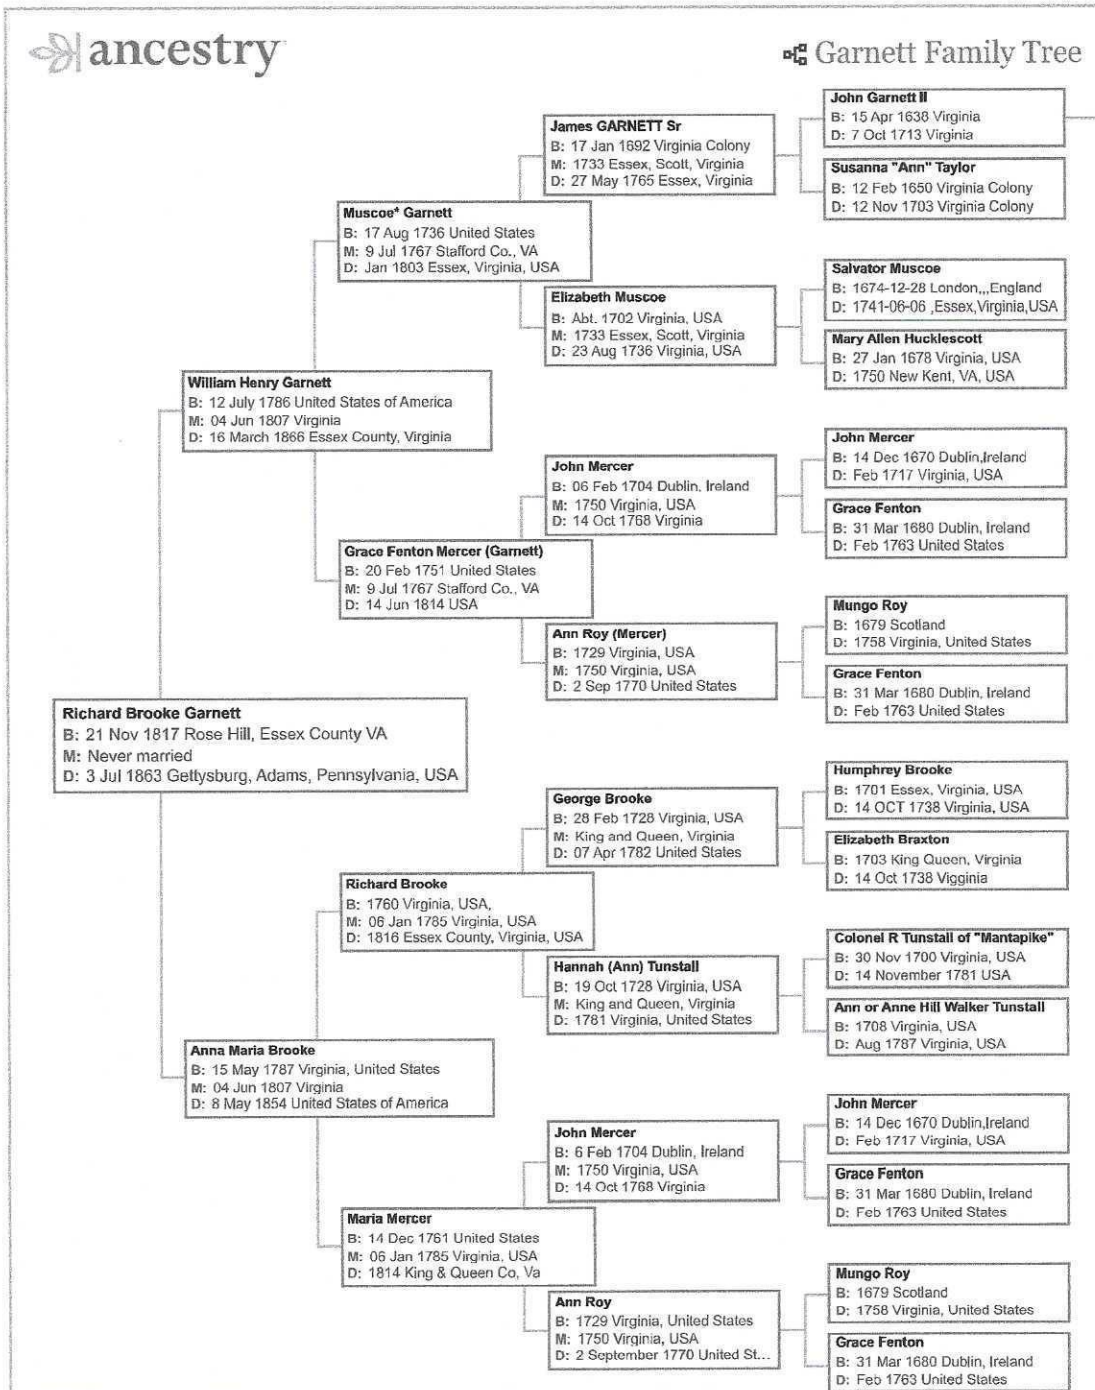 ancestry
Garnett Family Tree
John Garnett II
B: 15 Apr 1638 Virginia
D: 7 Oct 1713 Virginia
James GARNETT Sr
B: 17 Jan 1692 Virginia Colony
M: 1733 Essex, Scott, Virginia
D: 27 May 1765 Essex, Virginia
Susanna "Ann" Taylor
B: 12 Feb 1650 Virginia Colony
D: 12 Nov 1703 Virginia Colony
Muscoe* Garnett
B: 17 Aug 1736 United States
M: 9 Jul 1767 Stafford Co., VA
D: Jan 1803 Essex, Virginia, USA
Salvator Muscoe
B: 1674-12-28 London,,,England
D: 1741-06-06 ,Essex,Virginia,USA
Elizabeth Muscoe
B: Abt. 1702 Virginia, USA
M: 1733 Essex, Scott, Virginia
D: 23 Aug 1736 Virginia, USA
Mary Allen Hucklescott
B: 27 Jan 1678 Virginia, USA
D: 1750 New Kent, VA, USA
William Henry Garnett
B: 12 July 1786 United States of America
M: 04 Jun 1807 Virginia
D: 16 March 1866 Essex County, Virginia
John Mercer
B: 14 Dec 1670 Dublin,Ireland
D: Feb 1717 Virginia, USA
John Mercer
B: 06 Feb 1704 Dublin, Ireland
M: 1750 Virginia, USA
D: 14 Oct 1768 Virginia
Grace Fenton
B: 31 Mar 1680 Dublin, Ireland
D: Feb 1763 United States
Grace Fenton Mercer (Garnett)
B: 20 Feb 1751 United States
M: 9 Jul 1767 Stafford Co., VA
D: 14 Jun 1814 USA
Mungo Roy
B: 1679 Scotland
D: 1758 Virginia, United States
Ann Roy (Mercer)
B: 1729 Virginia, USA
M: 1750 Virginia, USA
D: 2 Sep 1770 United States
Grace Fenton
B: 31 Mar 1680 Dublin, Ireland
D: Feb 1763 United States
Richard Brooke Garnett
B: 21 Nov 1817 Rose Hill, Essex County VA
M: Never married
D: 3 Jul 1863 Gettysburg, Adams, Pennsylvania, USA
Humphrey Brooke
B: 1701 Essex, Virginia, USA
D: 14 OCT 1738 Virginia, USA
George Brooke
B: 28 Feb 1728 Virginia, USA
M: King and Queen, Virginia
D: 07 Apr 1782 United States
Elizabeth Braxton
B: 1703 King Queen, Virginia
D: 14 Oct 1738 Vigginia
Richard Brooke
B: 1760 Virginia, USA,
M: 06 Jan 1785 Virginia, USA
D: 1816 Essex County, Virginia, USA
Colonel R Tunstall of "Mantapike"
B: 30 Nov 1700 Virginia, USA
D: 14 November 1781 USA
Hannah (Ann) Tunstall
B: 19 Oct 1728 Virginia, USA
M: King and Queen, Virginia
D: 1781 Virginia, United States
Ann or Anne Hill Walker Tunstall
B: 1708 Virginia, USA
D: Aug 1787 Virginia, USA
Anna Maria Brooke
B: 15 May 1787 Virginia, United States
M: 04 Jun 1807 Virginia
D: 8 May 1854 United States of America
John Mercer
B: 14 Dec 1670 Dublin,Ireland
D: Feb 1717 Virginia, USA
John Mercer
B: 6 Feb 1704 Dublin, Ireland
M: 1750 Virginia, USA
D: 14 Oct 1768 Virginia
Grace Fenton
B: 31 Mar 1680 Dublin, Ireland
D: Feb 1763 United States
Maria Mercer
B: 14 Dec 1761 United States
M: 06 Jan 1785 Virginia, USA
D: 1814 King & Queen Co, Va
Mungo Roy
B: 1679 Scotland
D: 1758 Virginia, United States
Ann Roy
B: 1729 Virginia, United States
M: 1750 Virginia, USA
D: 2 September 1770 United St...
Grace Fenton
B: 31 Mar 1680 Dublin, Ireland
D: Feb 1763 United States